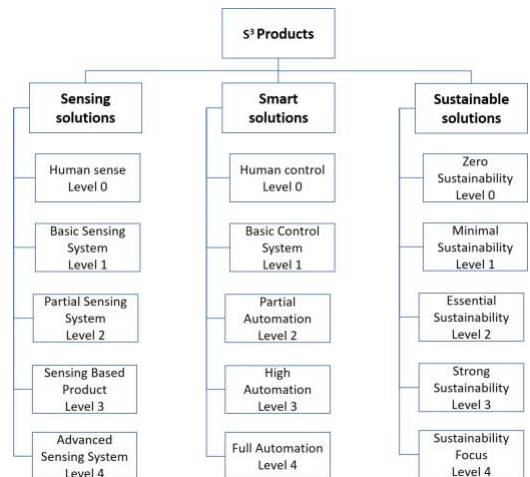 S³ Products
Sensing
solutions
Human sense
Level 0
Basic Sensing
System
Level 1
Partial Sensing
System
Level 2
Sensing Based
Product
Level 3
Advanced
Sensing System
Level 4
Smart
solutions
Human control
Level 0
Basic Control
System
Level 1
Partial
Automation
Level 2
High
Automation
Level 3
Full Automation
Level 4
Sustainable
solutions
Zero
Sustainability
Level 0
Minimal
Sustainability
Level 1
Essential
Sustainability
Level 2
Strong
Sustainability
Level 3
Sustainability
Focus
Level 4